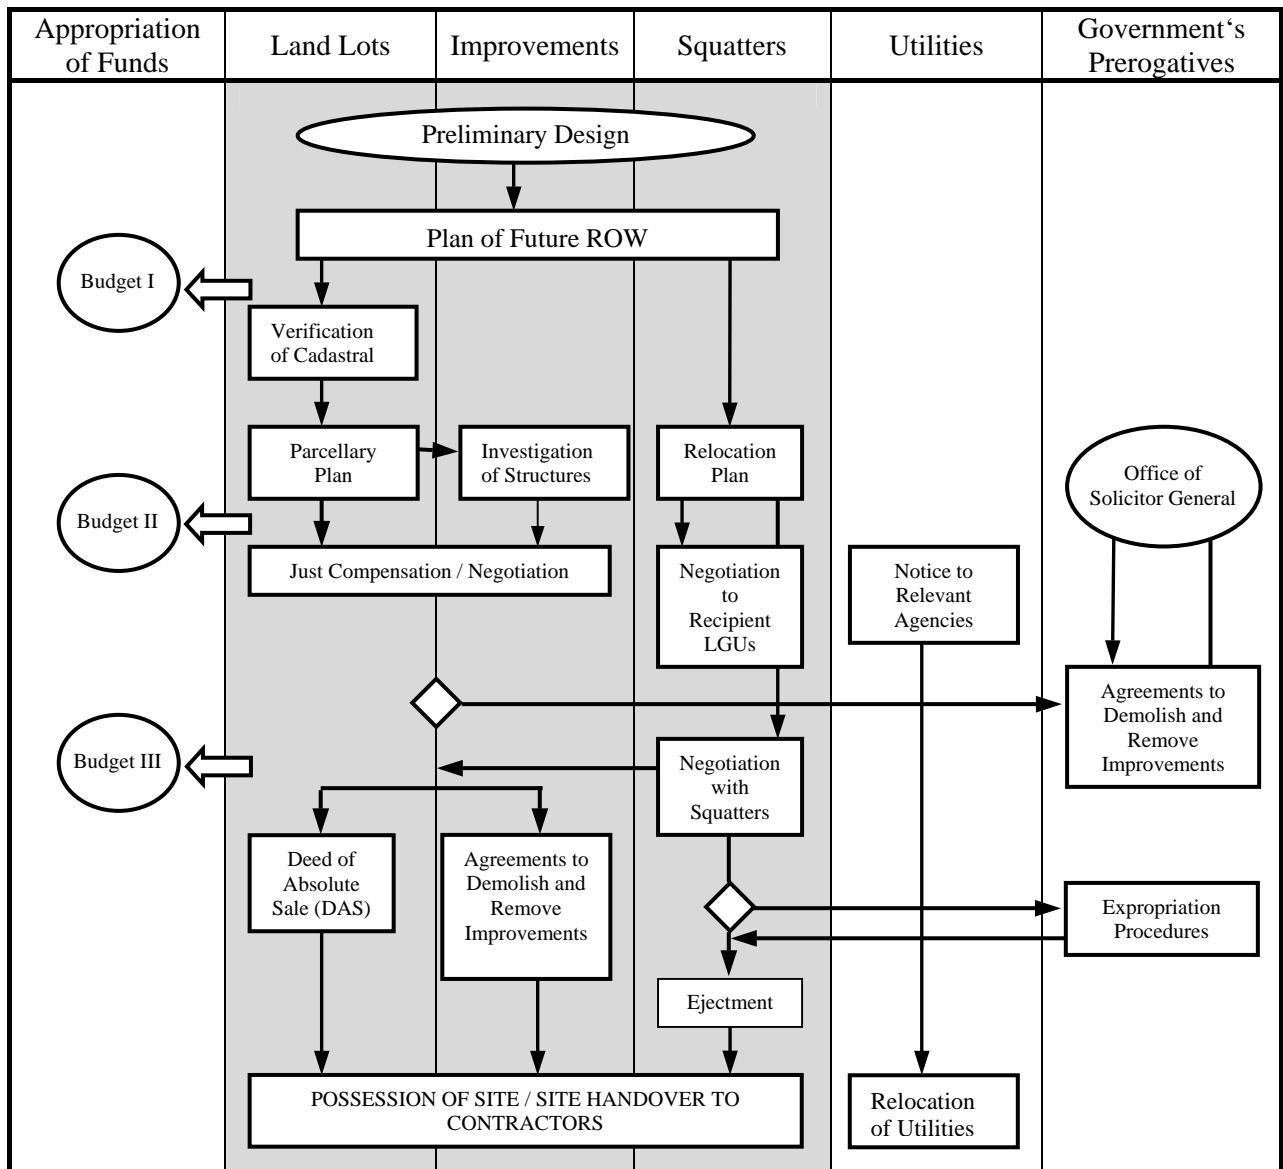 Appropriation
of Funds
Land Lots
Improvements
Squatters
Utilities
Government‘s
Prerogatives
Preliminary Design
Plan of Future ROW
Budget I
Verification
of Cadastral
Parcellary
Plan
Investigation
of Structures
Relocation
Plan
Office of
Solicitor General
Budget II
Just Compensation / Negotiation
Negotiation
to
Recipient
LGUs
Notice to
Relevant
Agencies
Agreements to
Demolish and
Remove
Improvements
Budget III
Negotiation
with
Squatters
Deed of
Absolute
Sale (DAS)
Agreements to
Demolish and
Remove
Improvements
Expropriation
Procedures
Ejectment
POSSESSION OF SITE / SITE HANDOVER TO
CONTRACTORS
Relocation
of Utilities